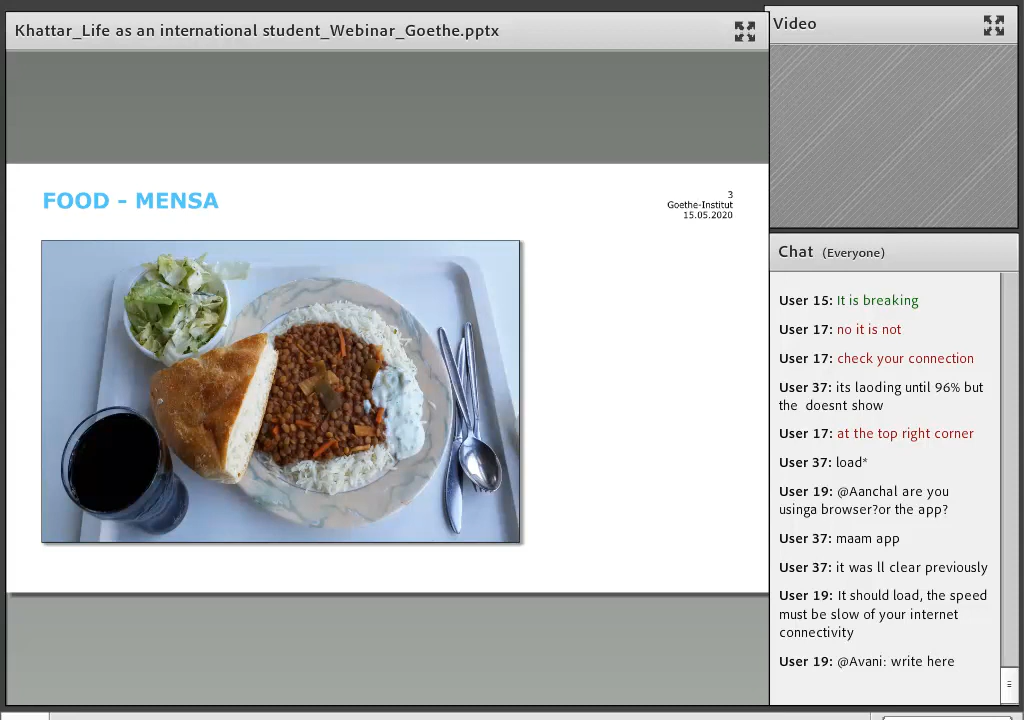 Khattar_Life as an international student_Webinar_Goethe.pptx
FOOD - MENSA
3
Goethe-Institut
15.05.2020
Video
Chat (Everyone)
User 15: It is breaking
User 17: no it is not
User 17: check your connection
User 37: its laoding until 96% but
the doesnt show
User 17: at the top right corner
User 37: load*
User 19: @Aanchal are you
usinga browser?or the app?
User 37: maam app
User 37: it was ll clear previously
User 19: It should load, the speed
must be slow of your internet
connectivity
User 19: @Avani: write here